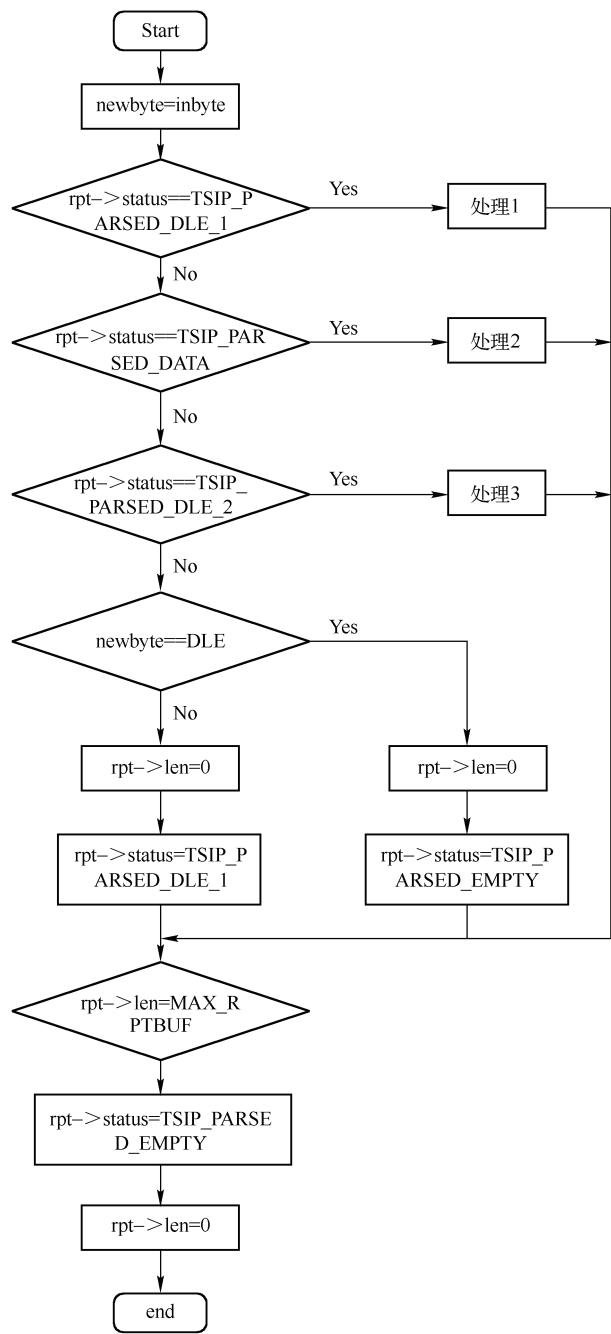 Start
newbyte=inbyte
rpt->status==TSIP_P
ARSED_DLE_1
Yes
处理1
No
rpt->status==TSIP_PAR
SED_DATA
Yes
处理2
No
rpt->status==TSIP_
PARSED_DLE_2
Yes
处理3
No
newbyte==DLE
Yes
No
rpt->len=0
rpt->len=0
rpt->status=TSIP_P
ARSED_DLE_1
rpt->status=TSIP_P
ARSED_EMPTY
rpt->len=MAX_R
PTBUF
rpt->status=TSIP_PARSE
D_EMPTY
rpt->len=0
end